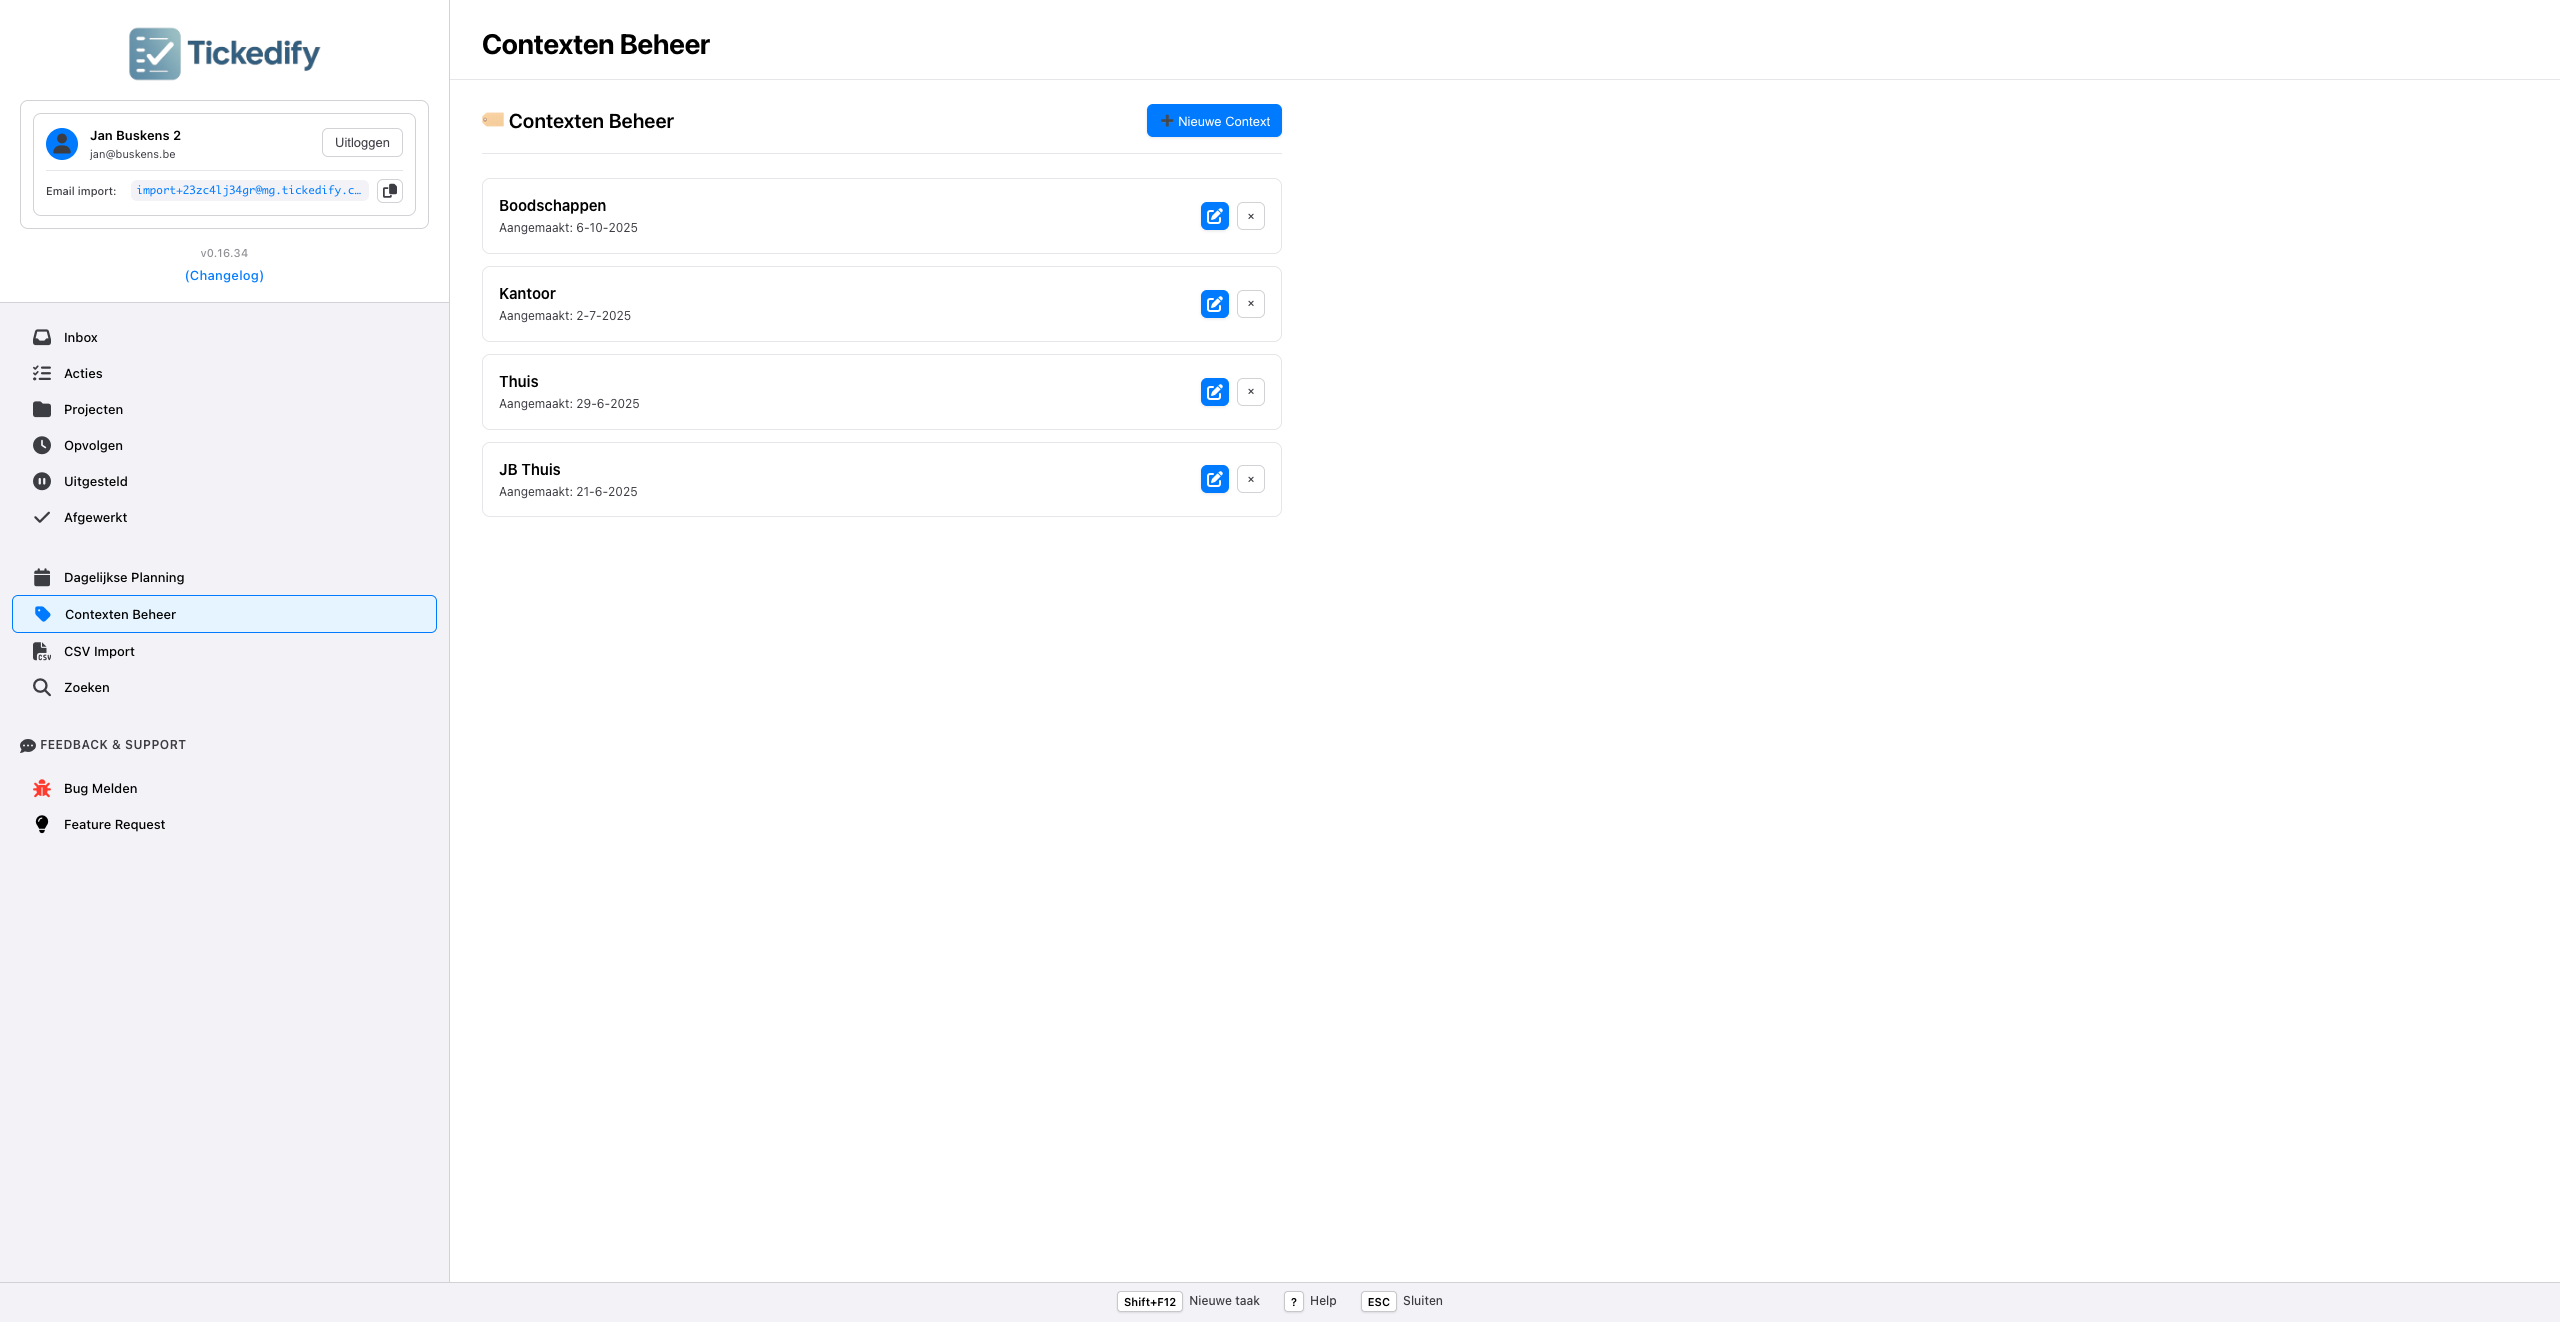 Tickedify
Jan Buskens 2
jan@buskens.be
Uitloggen
Email import:
import+23zc4lj34gr@mg.tickedify.c...
v0.16.34
(Changelog)
Inbox
Acties
Projecten
Opvolgen
Uitgesteld
Afgewerkt
Dagelijkse Planning
Contexten Beheer
CSV Import
Zoeken
FEEDBACK & SUPPORT
Bug Melden
Feature Request
Contexten Beheer
Contexten Beheer
Nieuwe Context
Boodschappen
Aangemaakt: 6-10-2025
×
Kantoor
Aangemaakt: 2-7-2025
×
Thuis
Aangemaakt: 29-6-2025
×
JB Thuis
Aangemaakt: 21-6-2025
×
Shift+F12 Nieuwe taak ? Help ESC Sluiten